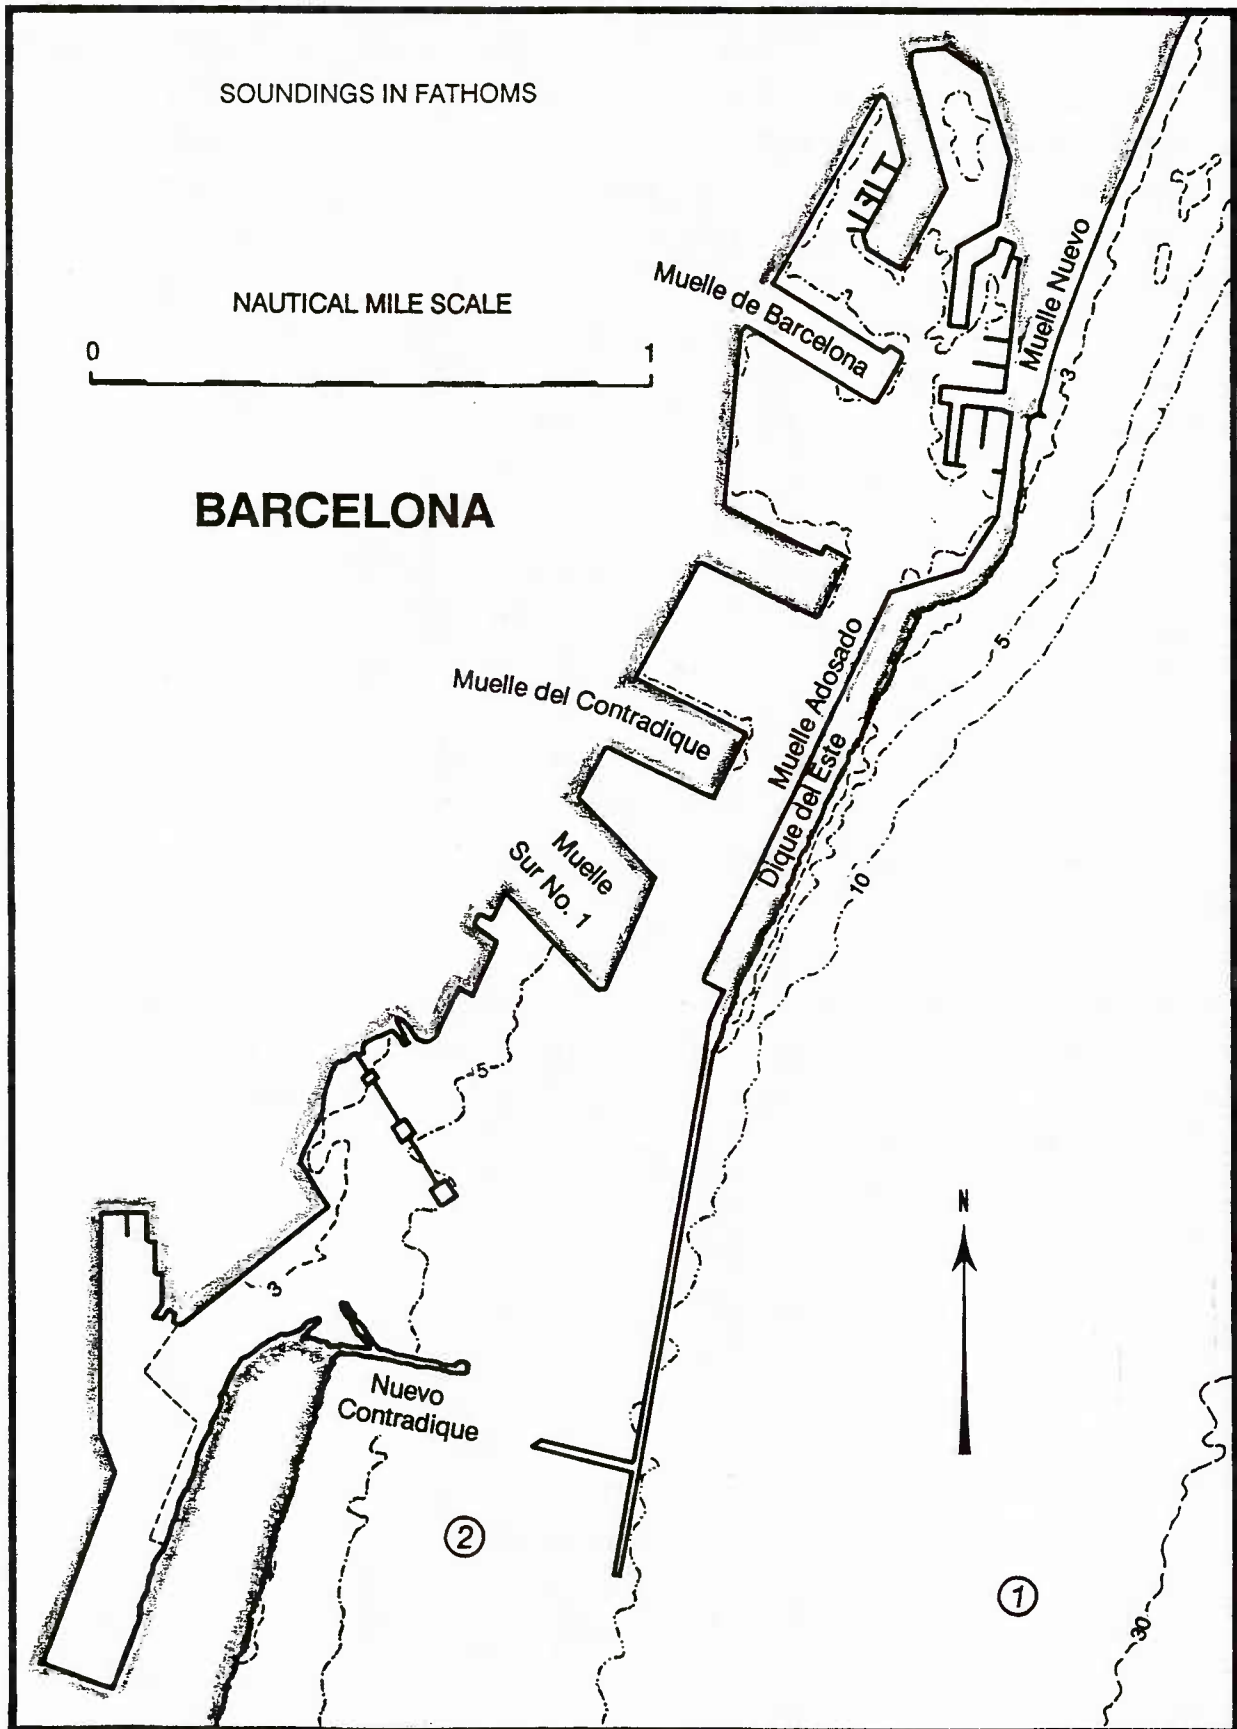 SOUNDINGS IN FATHOMS
NAUTICAL MILE SCALE
0 1
BARCELONA
Muelle de Barcelona
Muelle Nuevo
3
5
Muelle del Contradique
Muelle Adosado
Dique del Este
10
Muelle
Sur No. 1
5
N
3
Nuevo
Contradique
2
1
30